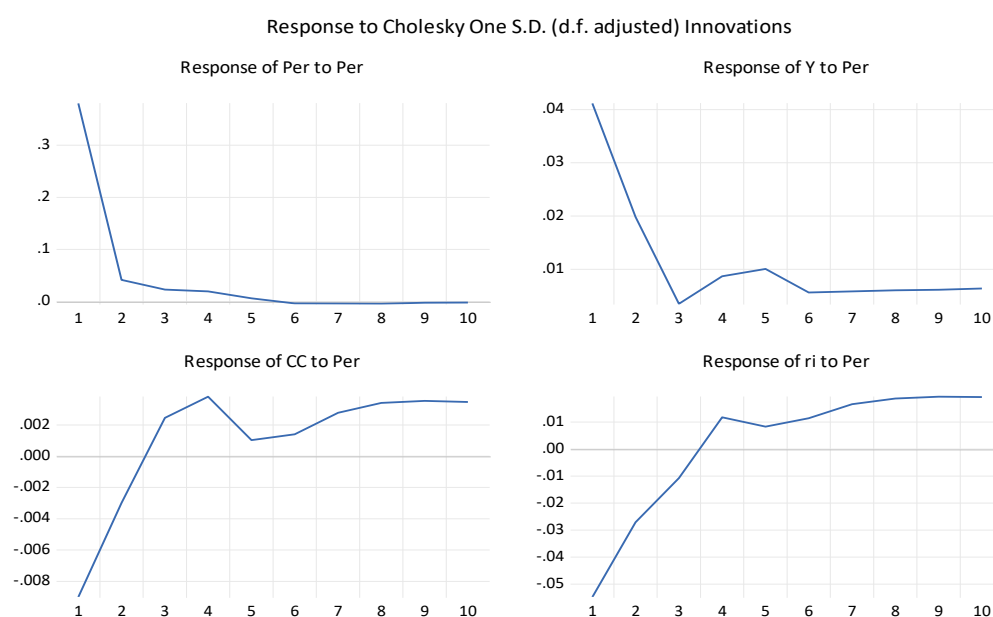 Response to Cholesky One S.D. (d.f. adjusted) Innovations
Response of Per to Per
.3
.2
.1
.0
1 2 3 4 5 6 7 8 9 10
Response of Y to Per
.04
.03
.02
.01
1 2 3 4 5 6 7 8 9 10
Response of CC to Per
.002
.000
-.002
-.004
-.006
-.008
1 2 3 4 5 6 7 8 9 10
Response of ri to Per
.01
.00
-.01
-.02
-.03
-.04
-.05
1 2 3 4 5 6 7 8 9 10